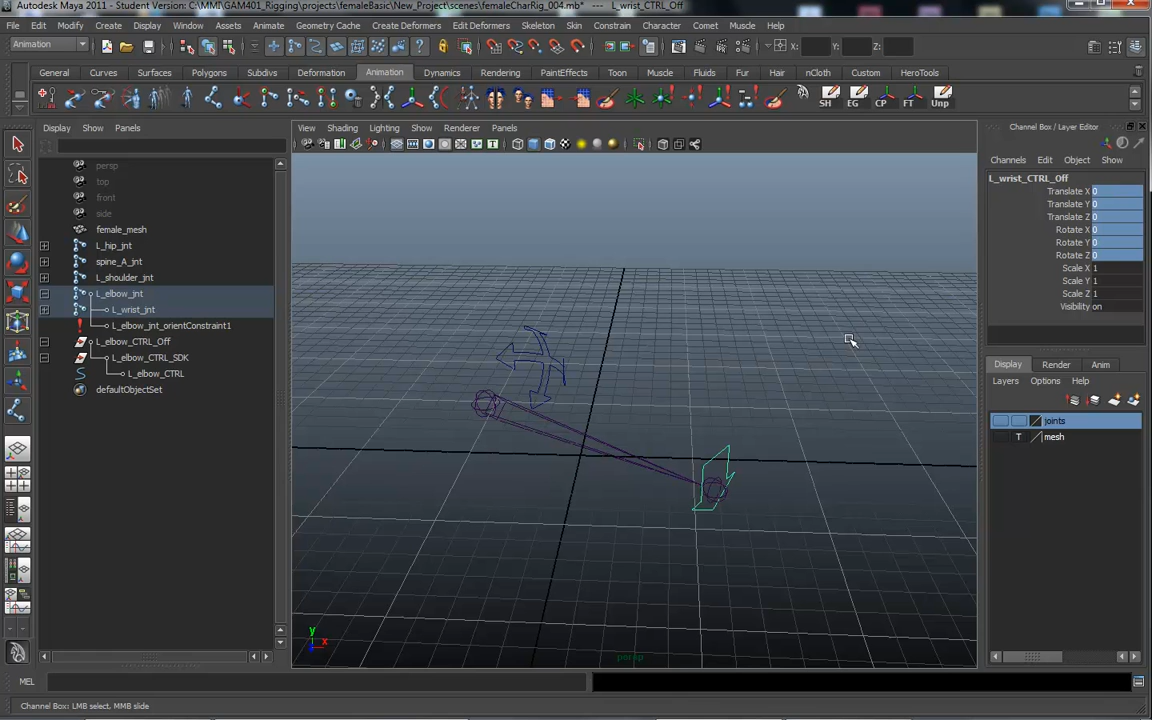 Autodesk Maya 2011 - Student Version: C:\MMI\GAM401_Rigging\projects\femaleBasic\New_Project\scenes\femaleCharRig_004.mb* --- L_wrist_CTRL_Off
File Edit Modify Create Display Window Assets Animate Geometry Cache Create Deformers Edit Deformers Skeleton Skin Constrain Character Comet Muscle Help
Animation X: Y: Z:
General Curves Surfaces Polygons Subdivs Deformation Animation Dynamics Rendering PaintEffects Toon Muscle Fluids Fur Hair nCloth Custom HeroTools
SH EG CP FT Unp
Display Show Panels
View Shading Lighting Show Renderer Panels
Channel Box / Layer Editor
Channels Edit Object Show
persp
top
front
side
female_mesh
L_hip_jnt
spine_A_jnt
L_shoulder_jnt
L_elbow_jnt
L_wrist_jnt
L_elbow_jnt_orientConstraint1
L_elbow_CTRL_Off
L_elbow_CTRL_SDK
L_elbow_CTRL
defaultObjectSet
y
x
persp
L_wrist_CTRL_Off
Translate X 0
Translate Y 0
Translate Z 0
Rotate X 0
Rotate Y 0
Rotate Z 0
Scale X 1
Scale Y 1
Scale Z 1
Visibility on
Display Render Anim
Layers Options Help
joints
T mesh
MEL
Channel Box: LMB select, MMB slide